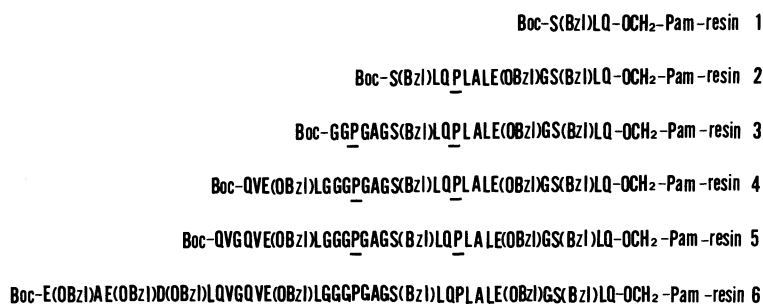 Boc-S(Bzl)LQ-OCH₂-Pam-resin 1
Boc-S(Bzl)LQPLALE(OBzl)GS(Bzl)LQ-OCH₂-Pam-resin 2
Boc-GGPGAGS(Bzl)LQPLALE(OBzl)GS(Bzl)LQ-OCH₂-Pam-resin 3
Boc-QVE(OBzl)LGGGPGAGS(Bzl)LQPLALE(OBzl)GS(Bzl)LQ-OCH₂-Pam-resin 4
Boc-QVGQVE(OBzl)LGGGPGAGS(Bzl)LQPLALE(OBzl)GS(Bzl)LQ-OCH₂-Pam-resin 5
Boc-E(OBzl)AE(OBzl)D(OBzl)LQVGQVE(OBzl)LGGGPGAGS(Bzl)LQPLALE(OBzl)GS(Bzl)LQ-OCH₂-Pam-resin 6